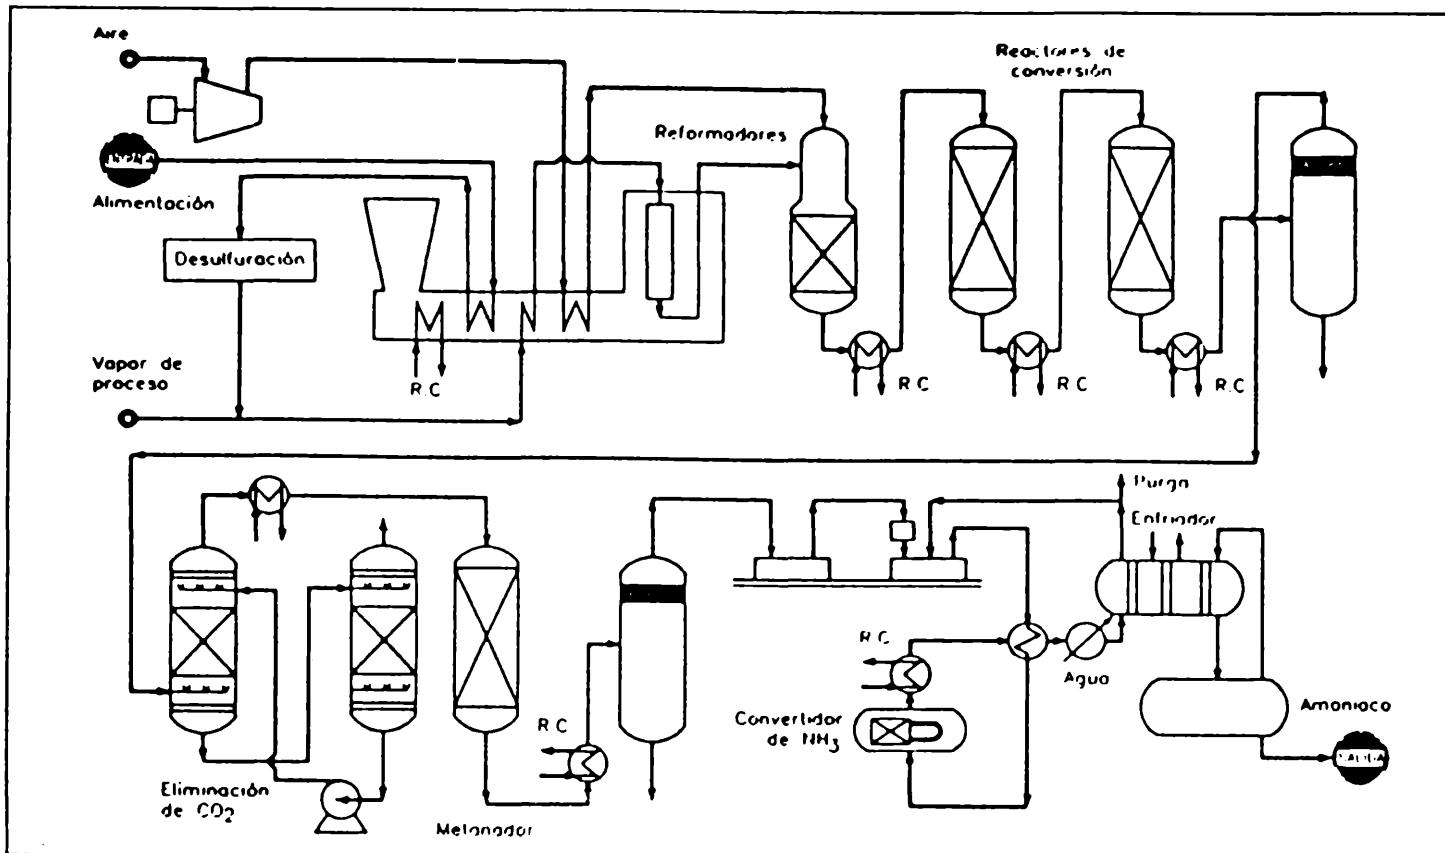 Aire
Reactores de
conversión
Reformadores
Alimentación
Desulfuración
Vapor de
proceso
R.C
R.C
R.C
R.C
Purga
Enfriador
R.C
Agua
Amoniaco
R.C
Convertidor
de NH3
SALIDA
Eliminación
de CO2
Metanador